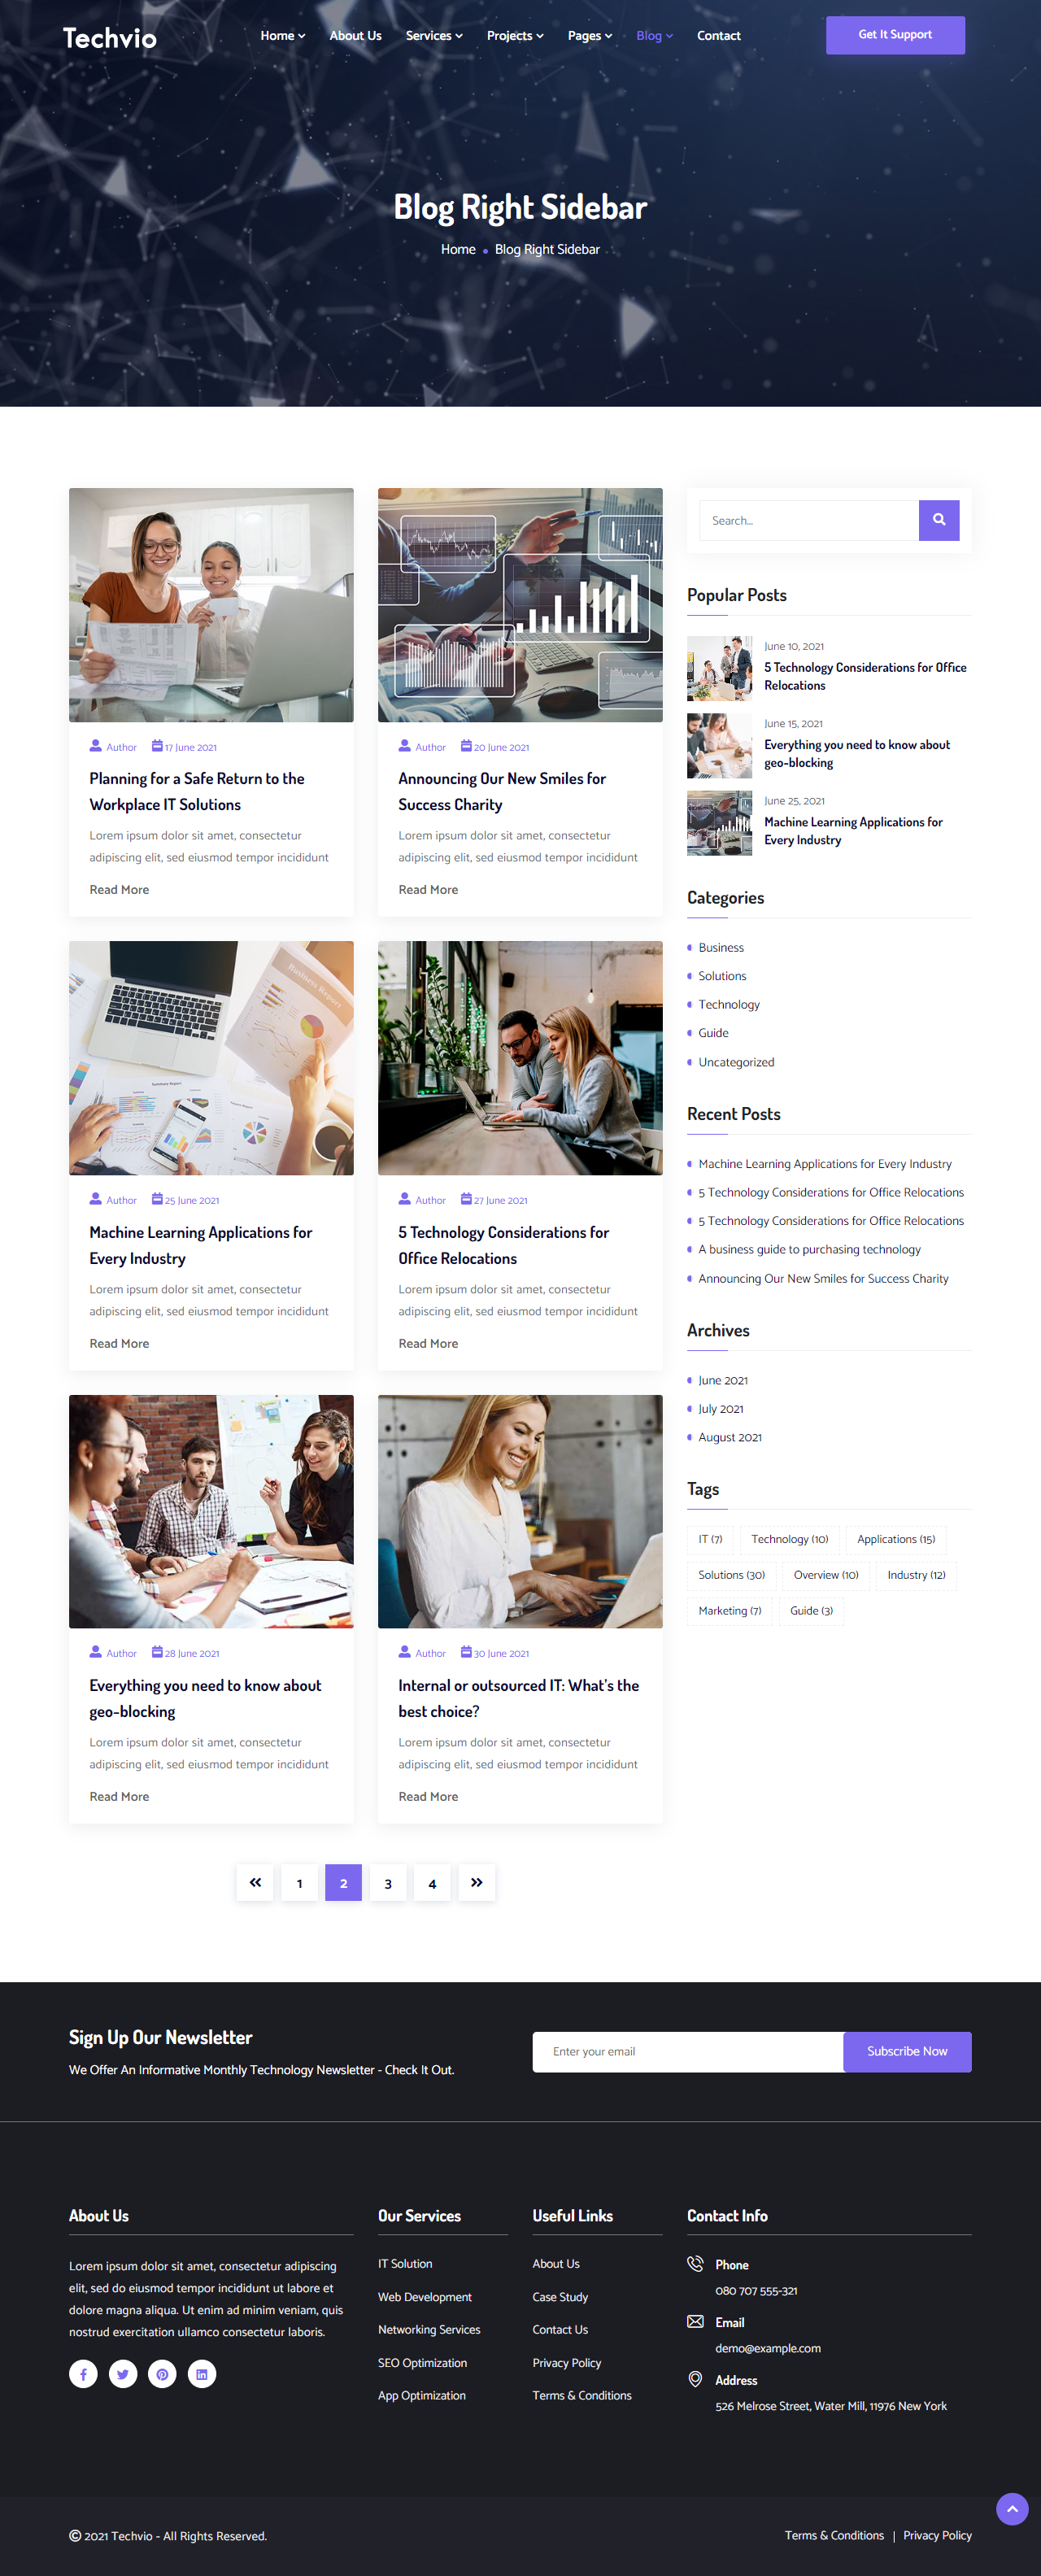 Techvio
Home
About Us
Services
Projects
Pages
Blog
Contact
Get It Support
Blog Right Sidebar
Home
Blog Right Sidebar
Author 17 June 2021
Planning for a Safe Return to the
Workplace IT Solutions
Lorem ipsum dolor sit amet, consectetur
adipiscing elit, sed eiusmod tempor incididunt
Read More
Author 20 June 2021
Announcing Our New Smiles for
Success Charity
Lorem ipsum dolor sit amet, consectetur
adipiscing elit, sed eiusmod tempor incididunt
Read More
Business Report
Summary Report
Author 25 June 2021
Machine Learning Applications for
Every Industry
Lorem ipsum dolor sit amet, consectetur
adipiscing elit, sed eiusmod tempor incididunt
Read More
Author 27 June 2021
5 Technology Considerations for
Office Relocations
Lorem ipsum dolor sit amet, consectetur
adipiscing elit, sed eiusmod tempor incididunt
Read More
Author 28 June 2021
Everything you need to know about
geo-blocking
Lorem ipsum dolor sit amet, consectetur
adipiscing elit, sed eiusmod tempor incididunt
Read More
Author 30 June 2021
Internal or outsourced IT: What's the
best choice?
Lorem ipsum dolor sit amet, consectetur
adipiscing elit, sed eiusmod tempor incididunt
Read More
1 2 3 4
Search...
Popular Posts
June 10, 2021
5 Technology Considerations for Office
Relocations
June 15, 2021
Everything you need to know about
geo-blocking
June 25, 2021
Machine Learning Applications for
Every Industry
Categories
Business
Solutions
Technology
Guide
Uncategorized
Recent Posts
Machine Learning Applications for Every Industry
5 Technology Considerations for Office Relocations
5 Technology Considerations for Office Relocations
A business guide to purchasing technology
Announcing Our New Smiles for Success Charity
Archives
June 2021
July 2021
August 2021
Tags
IT (7) Technology (10) Applications (15)
Solutions (30) Overview (10) Industry (12)
Marketing (7) Guide (3)
Sign Up Our Newsletter
We Offer An Informative Monthly Technology Newsletter - Check It Out.
Enter your email
Subscribe Now
About Us
Lorem ipsum dolor sit amet, consectetur adipiscing
elit, sed do eiusmod tempor incididunt ut labore et
dolore magna aliqua. Ut enim ad minim veniam, quis
nostrud exercitation ullamco consectetur laboris.
Our Services
IT Solution
Web Development
Networking Services
SEO Optimization
App Optimization
Useful Links
About Us
Case Study
Contact Us
Privacy Policy
Terms & Conditions
Contact Info
Phone
080 707 555-321
Email
demo@example.com
Address
526 Melrose Street, Water Mill, 11976 New York
© 2021 Techvio - All Rights Reserved.
Terms & Conditions | Privacy Policy